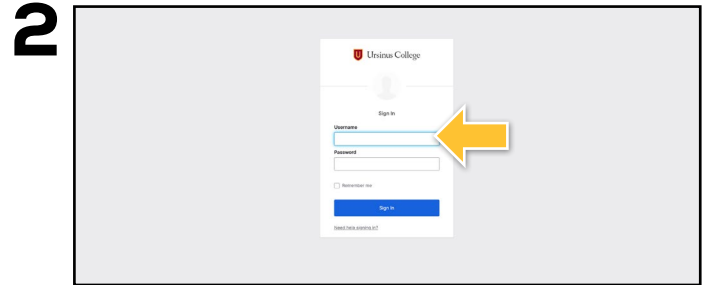 2
Ursinus College
Sign In
Username
Password
Remember me
Sign In
Need help signing in?